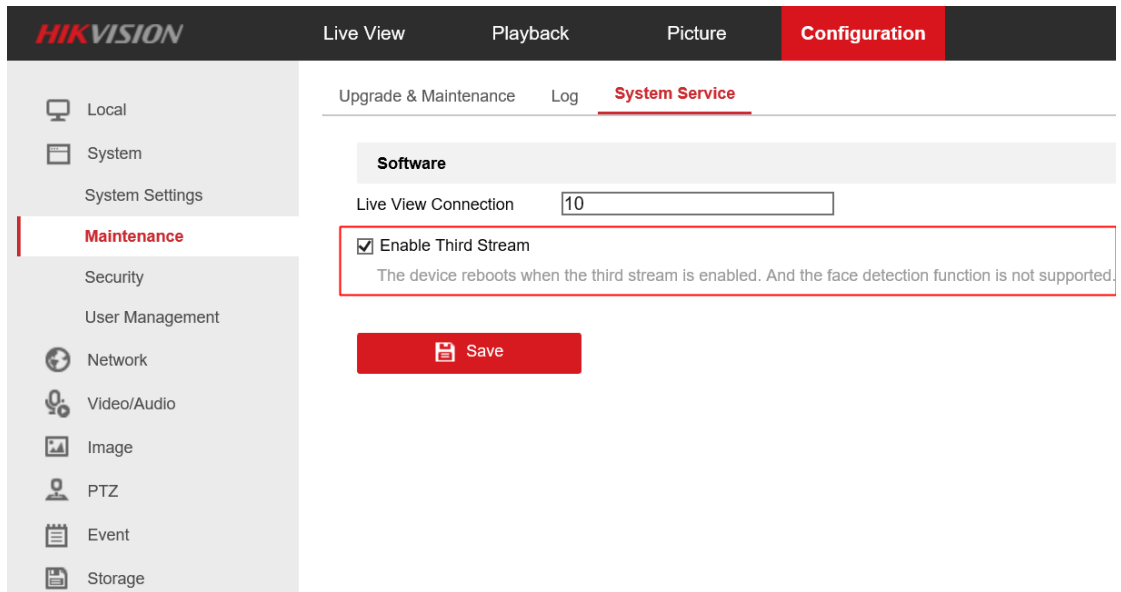 HIKVISION
Live View Playback Picture Configuration
Upgrade & Maintenance Log System Service
Local
System
System Settings
Maintenance
Security
User Management
Network
Video/Audio
Image
PTZ
Event
Storage
Software
Live View Connection 10
Enable Third Stream
The device reboots when the third stream is enabled. And the face detection function is not supported.
Save